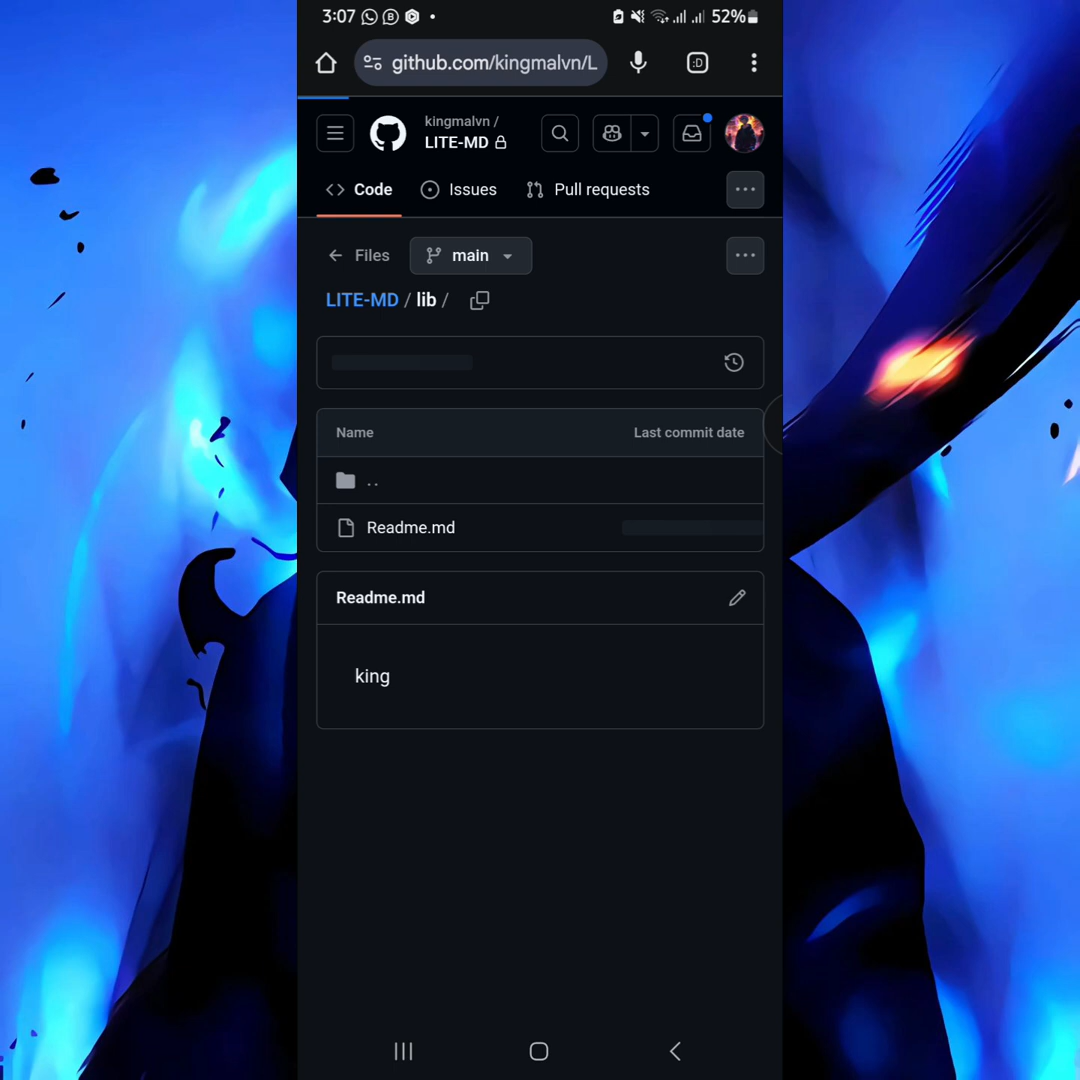 3:07 52%
github.com/kingmalvn/L
kingmalvn /
LITE-MD
Code Issues Pull requests
Files main
LITE-MD / lib /
Name Last commit date
..
Readme.md
Readme.md
king